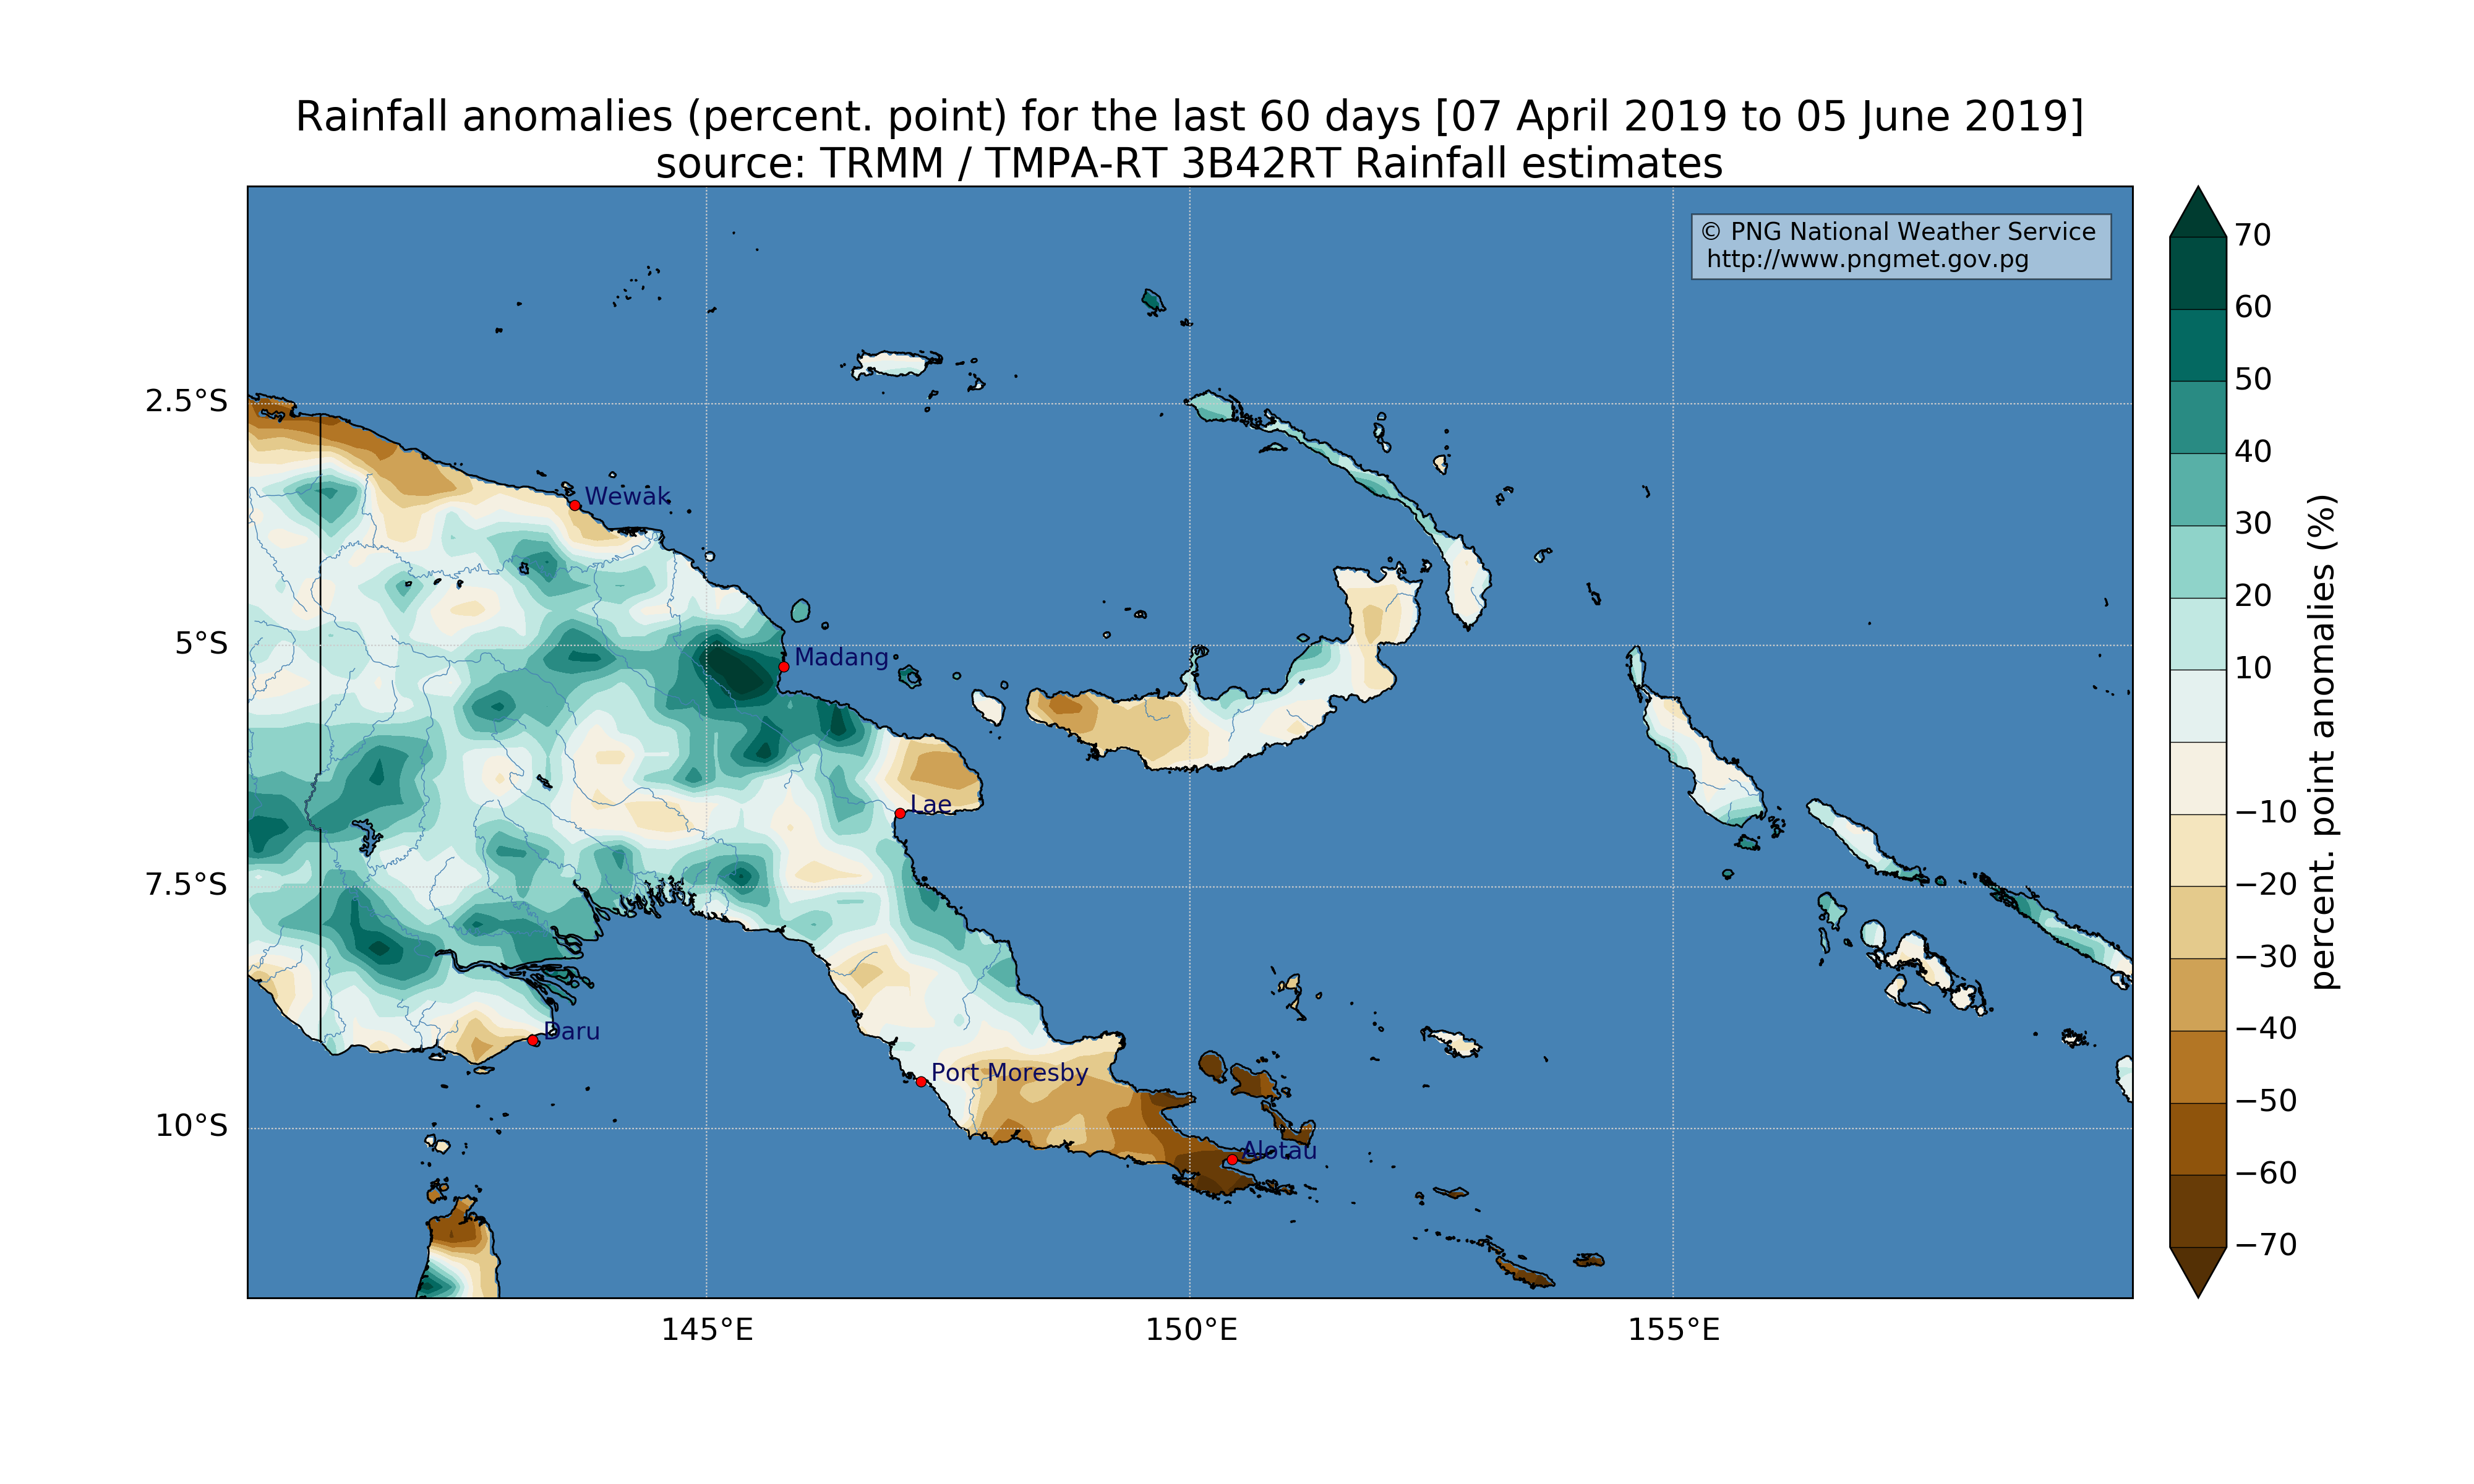 Rainfall anomalies (percent. point) for the last 60 days [07 April 2019 to 05 June 2019]
source: TRMM / TMPA-RT 3B42RT Rainfall estimates
© PNG National Weather Service
http://www.pngmet.gov.pg
2.5°S
5°S
7.5°S
10°S
145°E
150°E
155°E
Wewak
Madang
Lae
Daru
Port Moresby
Alotau
70
60
50
40
30
20
10
−10
−20
−30
−40
−50
−60
−70
percent. point anomalies (%)